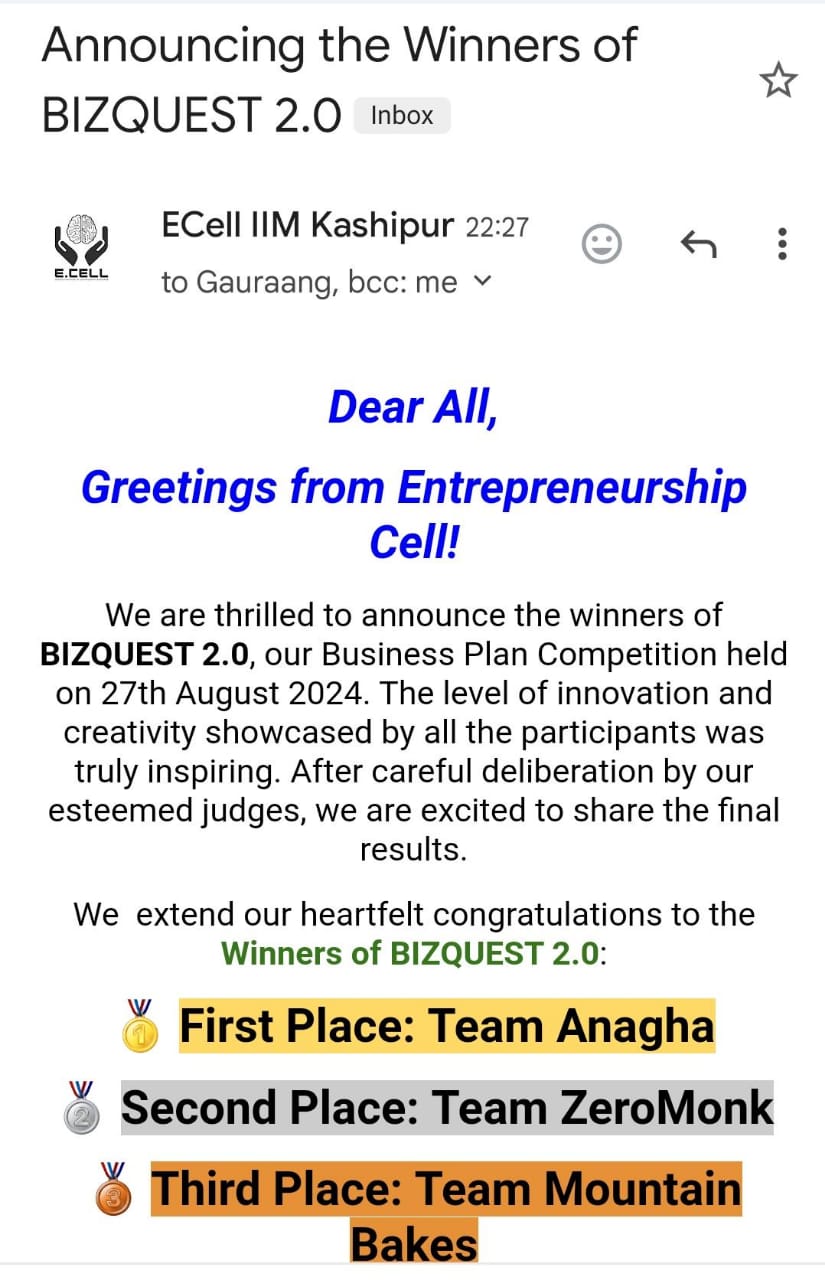 Announcing the Winners of
BIZQUEST 2.0 Inbox
ECell IIM Kashipur 22:27
E.CELL
to Gauraang, bcc: me
Dear All,
Greetings from Entrepreneurship
Cell!
We are thrilled to announce the winners of
BIZQUEST 2.0, our Business Plan Competition held
on 27th August 2024. The level of innovation and
creativity showcased by all the participants was
truly inspiring. After careful deliberation by our
esteemed judges, we are excited to share the final
results.
We  extend our heartfelt congratulations to the
Winners of BIZQUEST 2.0:
🥇 First Place: Team Anagha
🥈 Second Place: Team ZeroMonk
🥉 Third Place: Team Mountain
Bakes